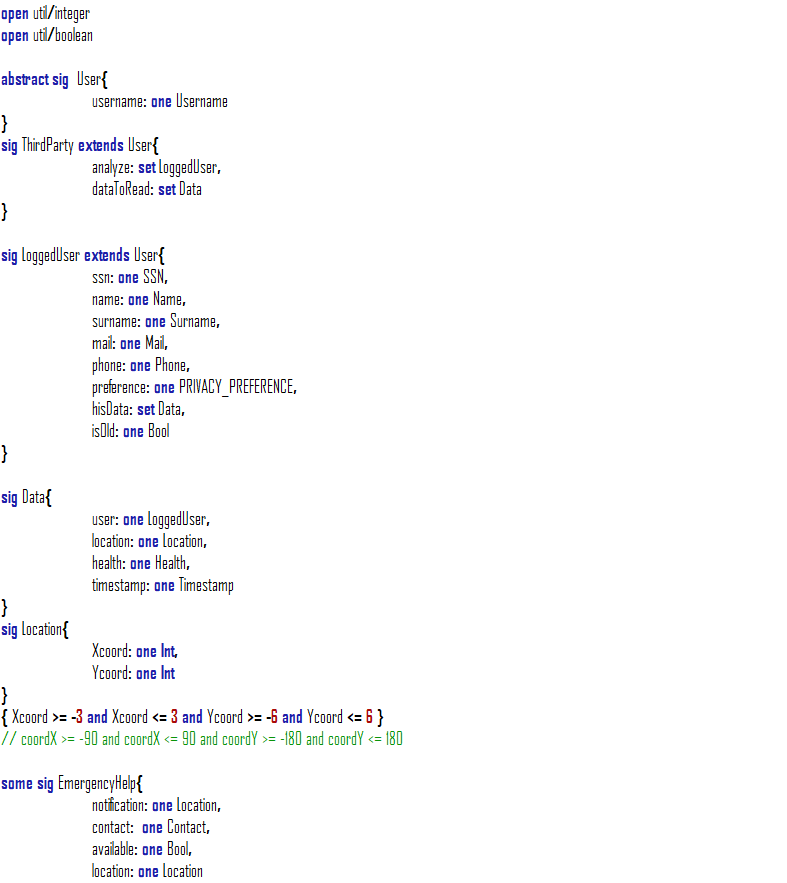 open util/integer
open util/boolean
abstract sig User{
username: one Username
}
sig ThirdParty extends User{
analyze: set LoggedUser,
dataToRead: set Data
}
sig LoggedUser extends User{
ssn: one SSN,
name: one Name,
surname: one Surname,
mail: one Mail,
phone: one Phone,
preference: one PRIVACY_PREFERENCE,
hisData: set Data,
isOld: one Bool
}
sig Data{
user: one LoggedUser,
location: one Location,
health: one Health,
timestamp: one Timestamp
}
sig Location{
Xcoord: one Int,
Ycoord: one Int
}
{ Xcoord >= -3 and Xcoord <= 3 and Ycoord >= -6 and Ycoord <= 6 }
// coordX >= -90 and coordX <= 90 and coordY >= -180 and coordY <= 180
some sig EmergencyHelp{
notification: one Location,
contact: one Contact,
available: one Bool,
location: one Location